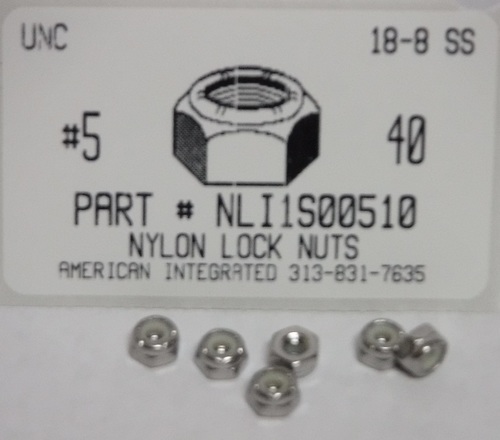 UNC 18-8 SS
#5 40
PART # NLI1S00510
NYLON LOCK NUTS
AMERICAN INTEGRATED 313-831-7635